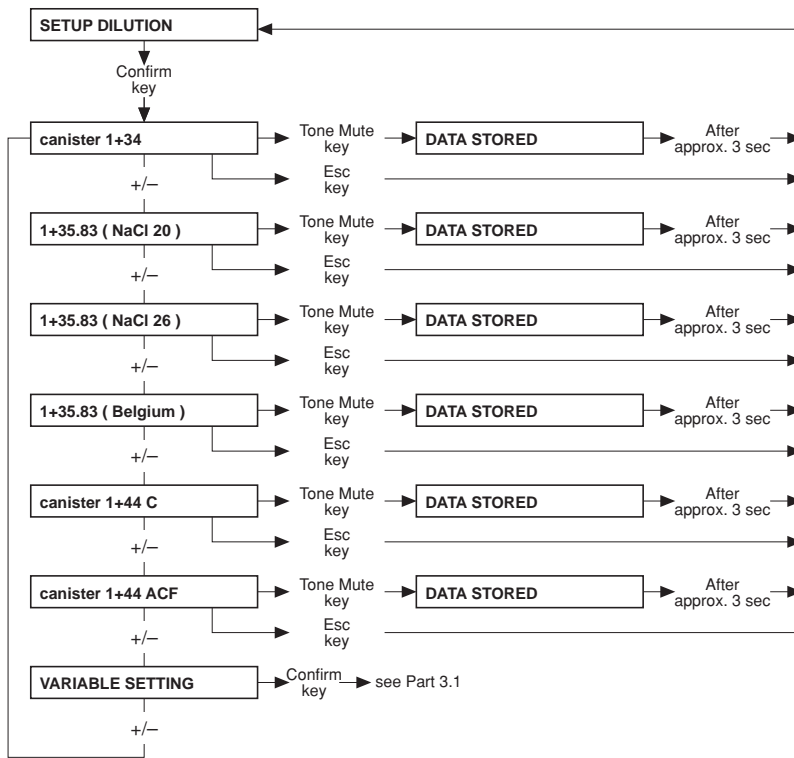 SETUP DILUTION
Confirm
key
canister 1+34
Tone Mute
key
DATA STORED
After
approx. 3 sec
Esc
key
+/–
1+35.83 ( NaCl 20 )
Tone Mute
key
DATA STORED
After
approx. 3 sec
Esc
key
+/–
1+35.83 ( NaCl 26 )
Tone Mute
key
DATA STORED
After
approx. 3 sec
Esc
key
+/–
1+35.83 ( Belgium )
Tone Mute
key
DATA STORED
After
approx. 3 sec
Esc
key
+/–
canister 1+44 C
Tone Mute
key
DATA STORED
After
approx. 3 sec
Esc
key
+/–
canister 1+44 ACF
Tone Mute
key
DATA STORED
After
approx. 3 sec
Esc
key
+/–
VARIABLE SETTING
Confirm
key
see Part 3.1
+/–